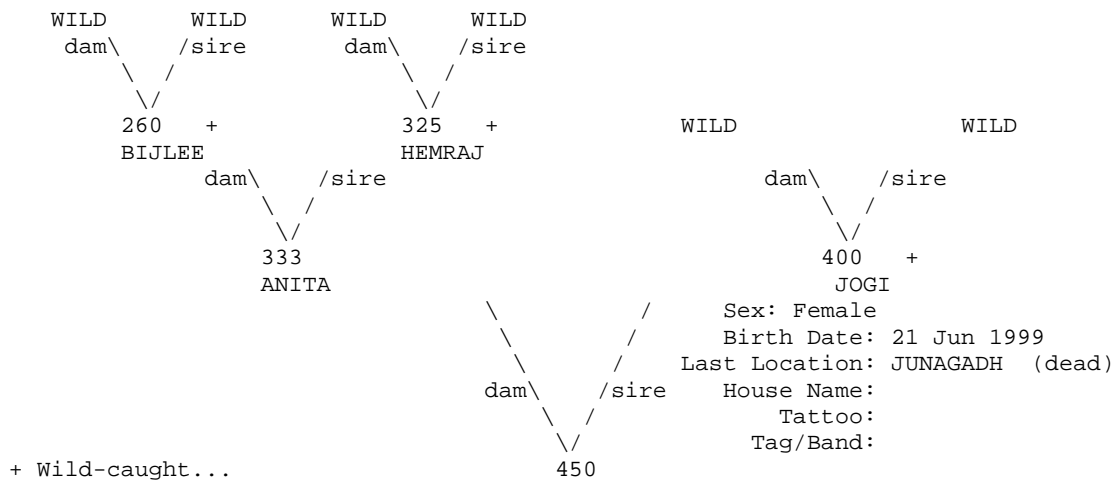 WILD WILD WILD WILD
dam\ /sire dam\ /sire
\ / \ /
\/ \/
260 + 325 + WILD WILD
BIJLEE HEMRAJ
dam\ /sire dam\ /sire
\ / \ /
\/ \/
333 400 +
ANITA JOGI
\ / Sex: Female
\ / Birth Date: 21 Jun 1999
\ / Last Location: JUNAGADH (dead)
dam\ /sire House Name:
\ / Tattoo:
\/ Tag/Band:
+ Wild-caught... 450